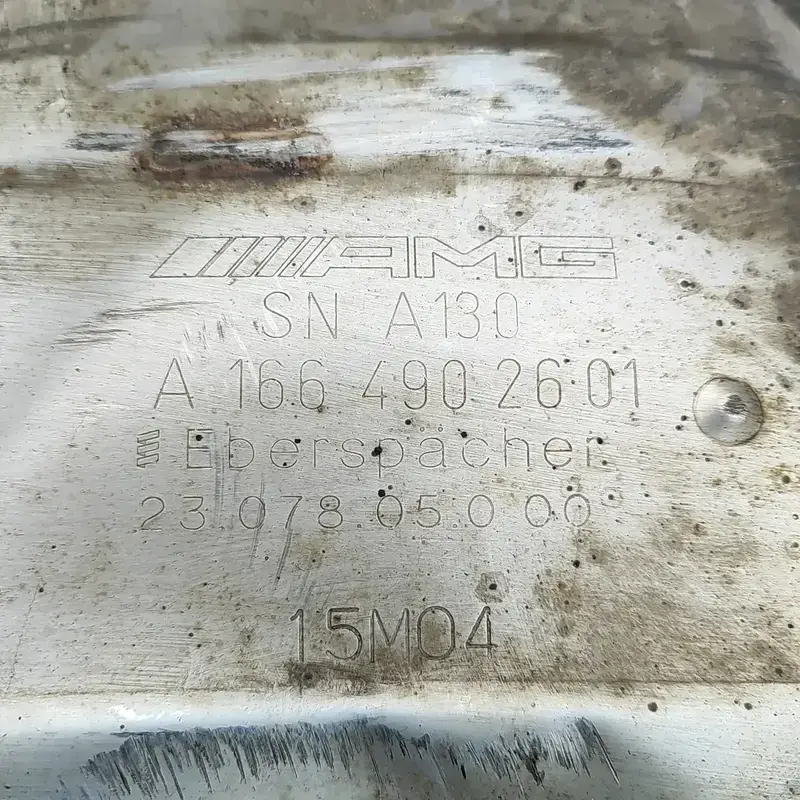 AMG
SN A130
A 166 490 26 01
Eberspächer
23.078.05.0 00
15M04